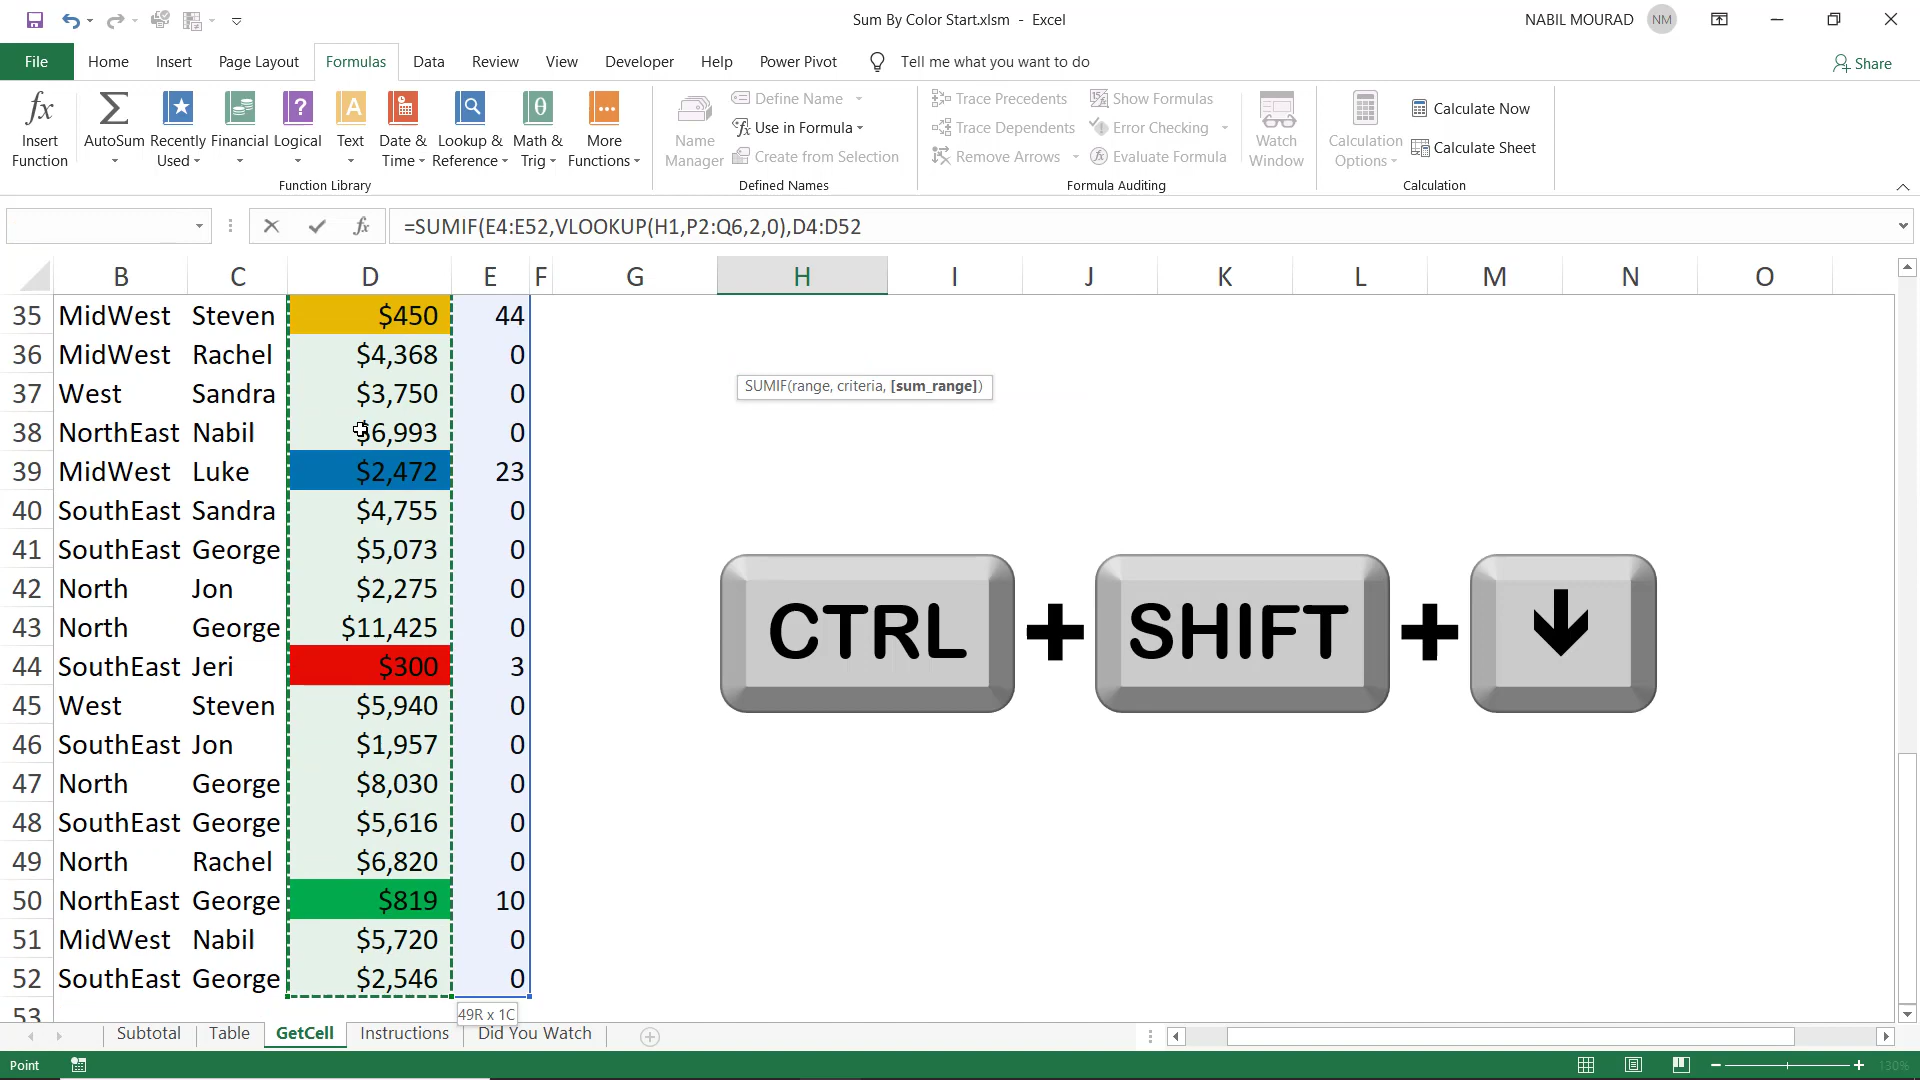 Sum By Color Start.xlsm - Excel
NABIL MOURAD NM
File Home Insert Page Layout Formulas Data Review View Developer Help Power Pivot Tell me what you want to do Share
fx Insert Function
AutoSum
Recently Used
Financial
Logical
Text
Date & Time
Lookup & Reference
Math & Trig
More Functions
Function Library
Name Manager
Define Name
Use in Formula
Create from Selection
Defined Names
Trace Precedents
Trace Dependents
Remove Arrows
Show Formulas
Error Checking
Evaluate Formula
Formula Auditing
Watch Window
Calculation Options
Calculate Now
Calculate Sheet
Calculation
fx =SUMIF(E4:E52,VLOOKUP(H1,P2:Q6,2,0),D4:D52
B C D E F G H I J K L M N O
35 MidWest Steven $450 44
36 MidWest Rachel $4,368 0
37 West Sandra $3,750 0
SUMIF(range, criteria, [sum_range])
38 NorthEast Nabil $6,993 0
39 MidWest Luke $2,472 23
40 SouthEast Sandra $4,755 0
41 SouthEast George $5,073 0
42 North Jon $2,275 0
43 North George $11,425 0
CTRL + SHIFT + ↓
44 SouthEast Jeri $300 3
45 West Steven $5,940 0
46 SouthEast Jon $1,957 0
47 North George $8,030 0
48 SouthEast George $5,616 0
49 North Rachel $6,820 0
50 NorthEast George $819 10
51 MidWest Nabil $5,720 0
52 SouthEast George $2,546 0
53
49R x 1C
Subtotal Table GetCell Instructions Did You Watch
Point 130%